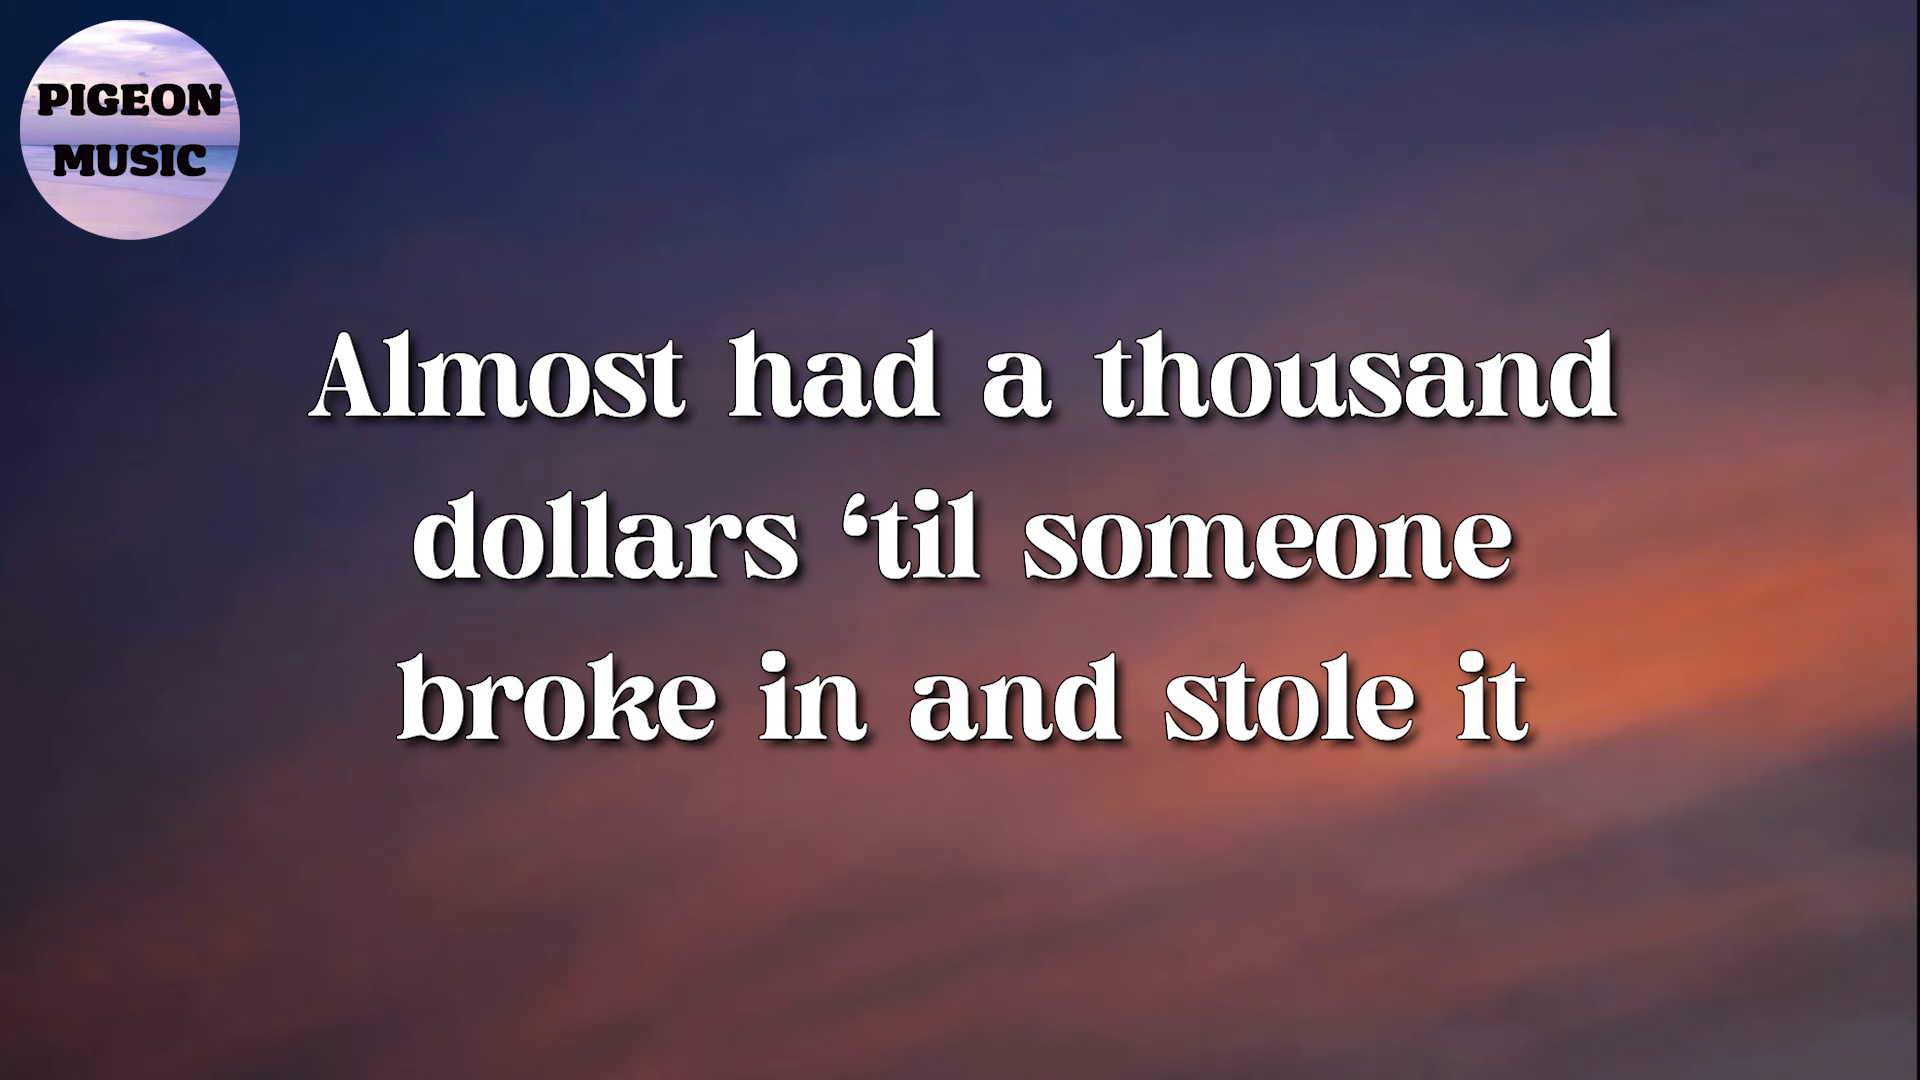 PIGEON
MUSIC
Almost had a thousand
dollars ‘til someone
broke in and stole it